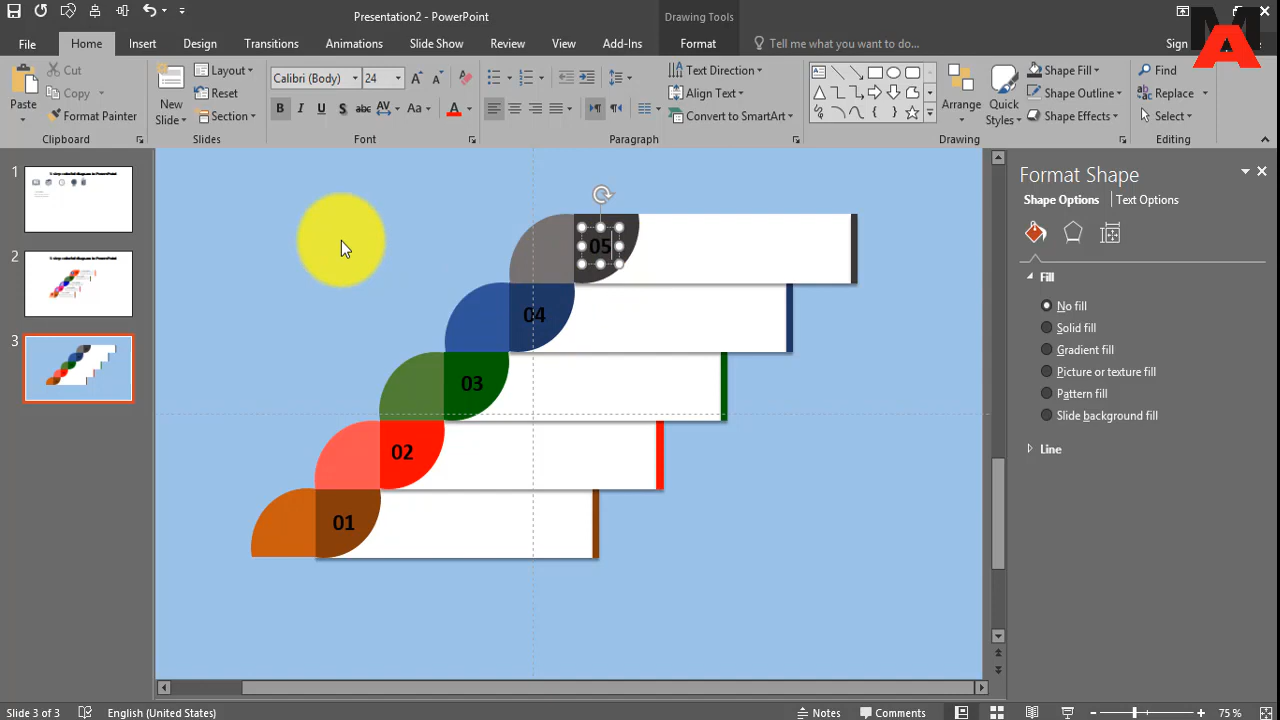 Presentation2 - PowerPoint
Drawing Tools
MA
File
Home
Insert
Design
Transitions
Animations
Slide Show
Review
View
Add-Ins
Format
Tell me what you want to do...
Sign
Paste
Cut
Copy
Format Painter
Clipboard
New
Slide
Layout
Reset
Section
Slides
Calibri (Body)
24
B I U S abc AV Aa A
Font
Text Direction
Align Text
Convert to SmartArt
Paragraph
Arrange
Quick
Styles
Shape Fill
Shape Outline
Shape Effects
Drawing
Find
Replace
Select
Editing
1
2
3
05
04
03
02
01
Format Shape
Shape Options
Text Options
Fill
No fill
Solid fill
Gradient fill
Picture or texture fill
Pattern fill
Slide background fill
Line
Slide 3 of 3
English (United States)
Notes
Comments
75 %